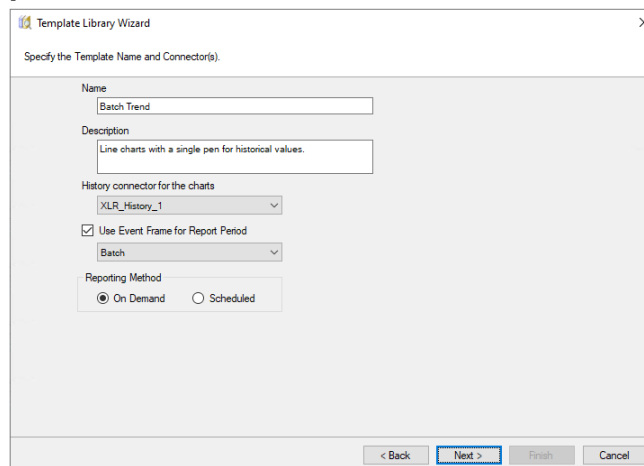 Template Library Wizard
Specify the Template Name and Connector(s).
Name
Batch Trend
Description
Line charts with a single pen for historical values.
History connector for the charts
XLR_History_1
Use Event Frame for Report Period
Batch
Reporting Method
On Demand Scheduled
< Back Next > Finish Cancel